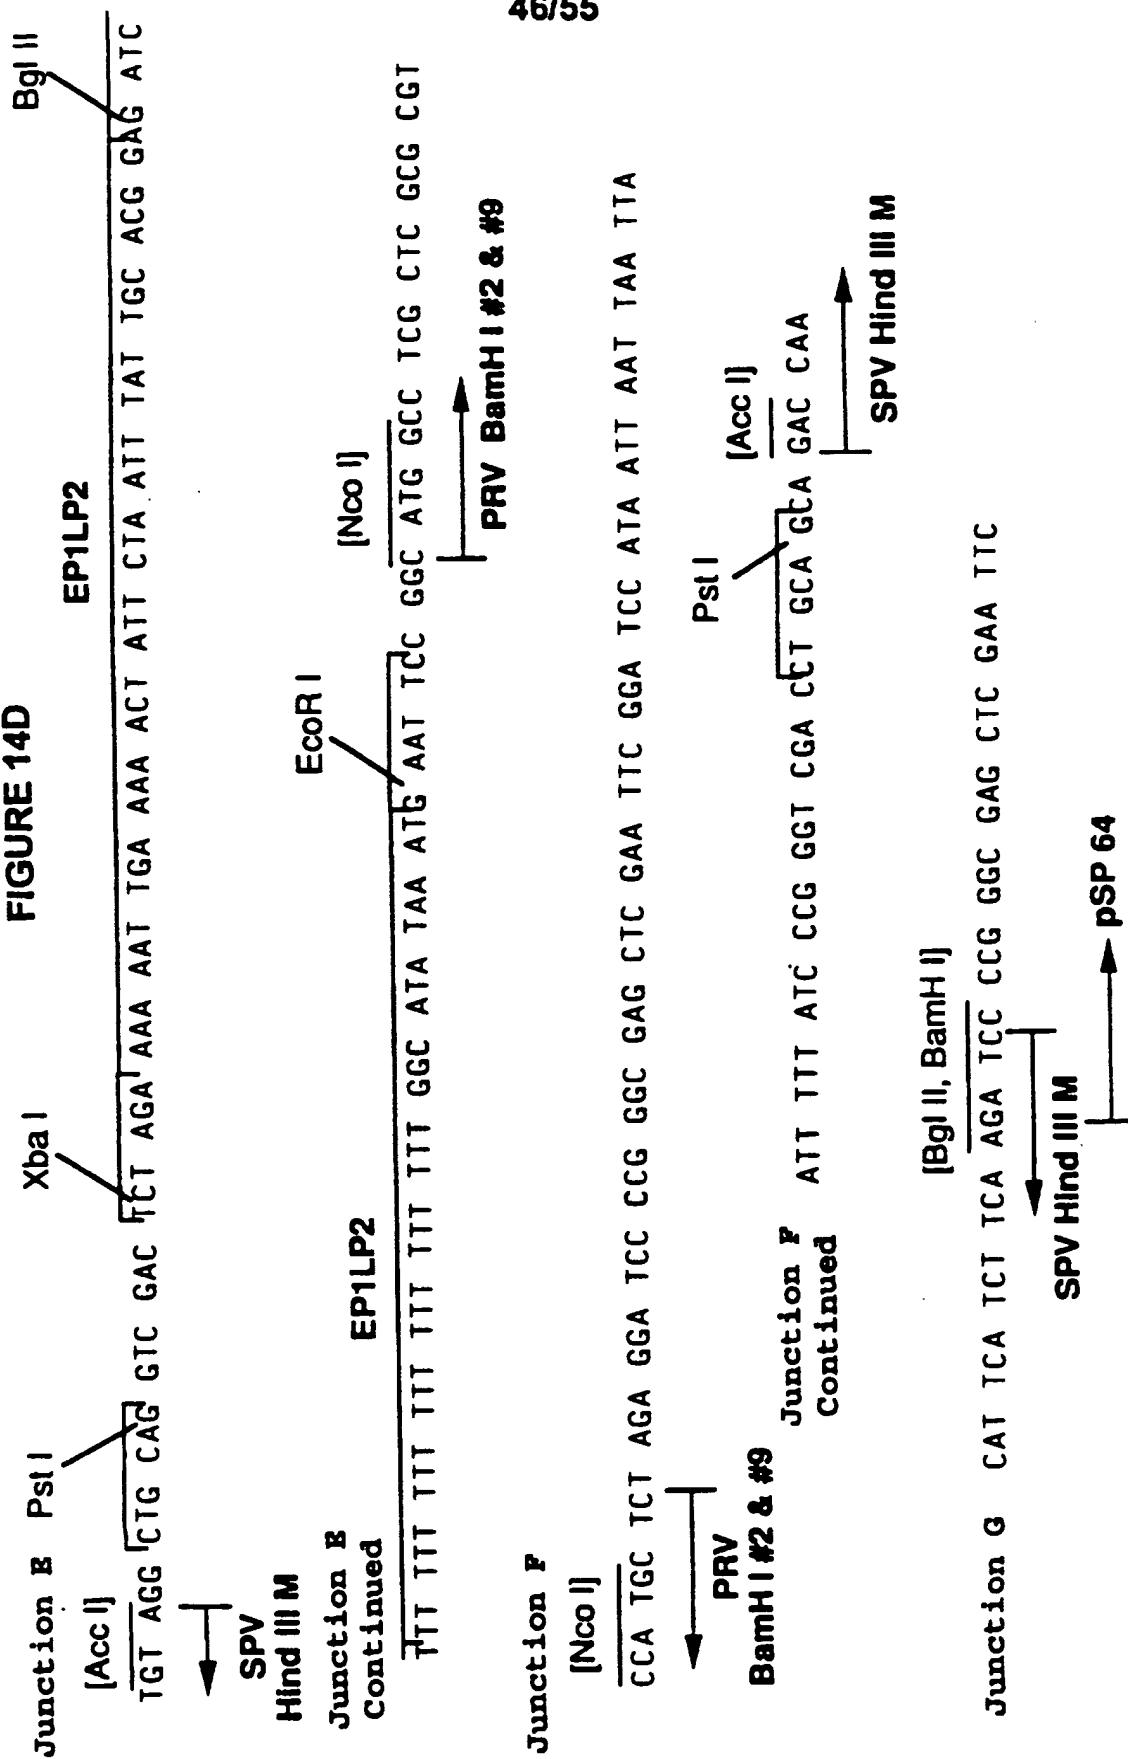 46/55
FIGURE 14D
Junction E
Pst I
Xba I
EP1LP2
Bgl II
[Acc I]
TGT AGG CTG CAG GTC GAC TCT AGA AAA AAT TGA AAA ACT ATT CTA ATT TAT TGC ACG GAG ATC
SPV
Hind III M
Junction E
Continued
EP1LP2
EcoR I
[Nco I]
TTT TTT TTT TTT TTT TTT TTT TTT GGC ATA TAA ATG AAT TCC GGC ATG GCC TCG CTC GCG CGT
PRV BamH I #2 & #9
Junction F
[Nco I]
CCA TGC TCT AGA GGA TCC CCG GGC GAG CTC GAA TTC GGA TCC ATA ATT AAT TAA TTA
PRV
BamH I #2 & #9
Junction F
Continued
Pst I
[Acc I]
ATT TTT ATC CCG GGT CGA CCT GCA GCA GAC CAA
SPV Hind III M
Junction G
[Bgl II, BamH I]
CAT TCA TCT TCA AGA TCC CCG GGC GAG CTC GAA TTC
SPV Hind III M
pSP 64